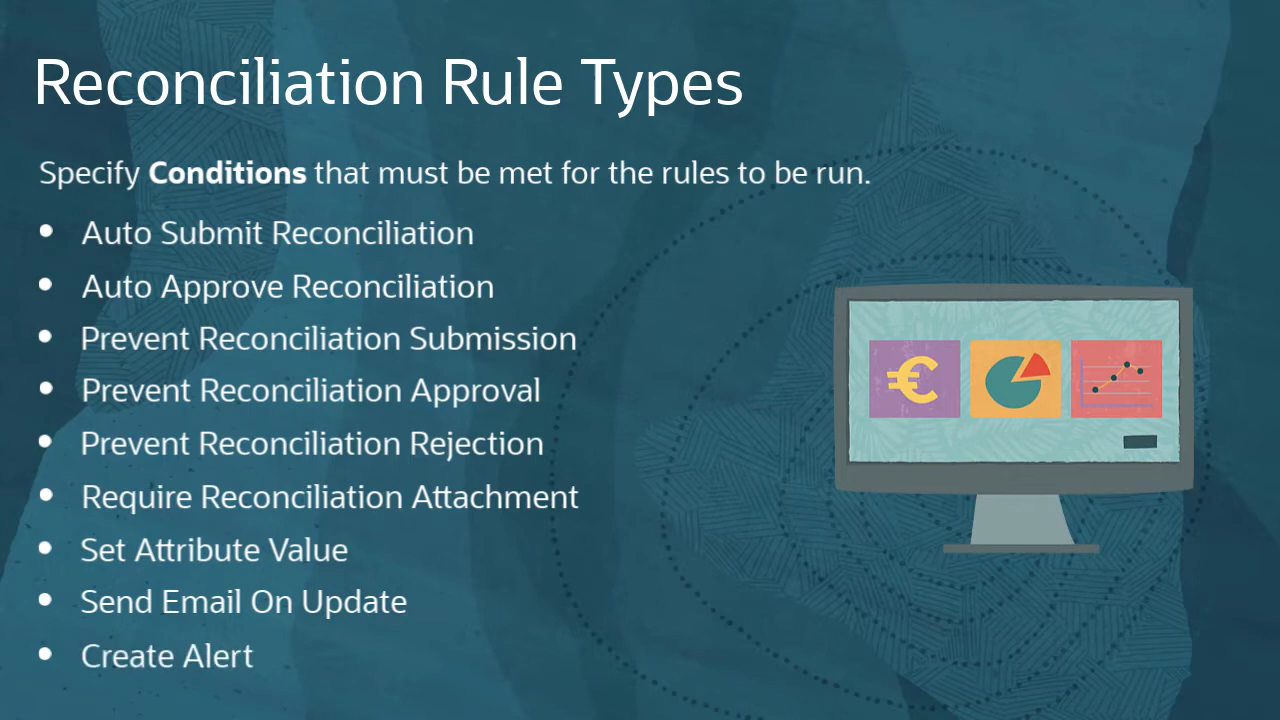 Reconciliation Rule Types
Specify Conditions that must be met for the rules to be run.
• Auto Submit Reconciliation
• Auto Approve Reconciliation
• Prevent Reconciliation Submission
• Prevent Reconciliation Approval
• Prevent Reconciliation Rejection
• Require Reconciliation Attachment
• Set Attribute Value
• Send Email On Update
• Create Alert